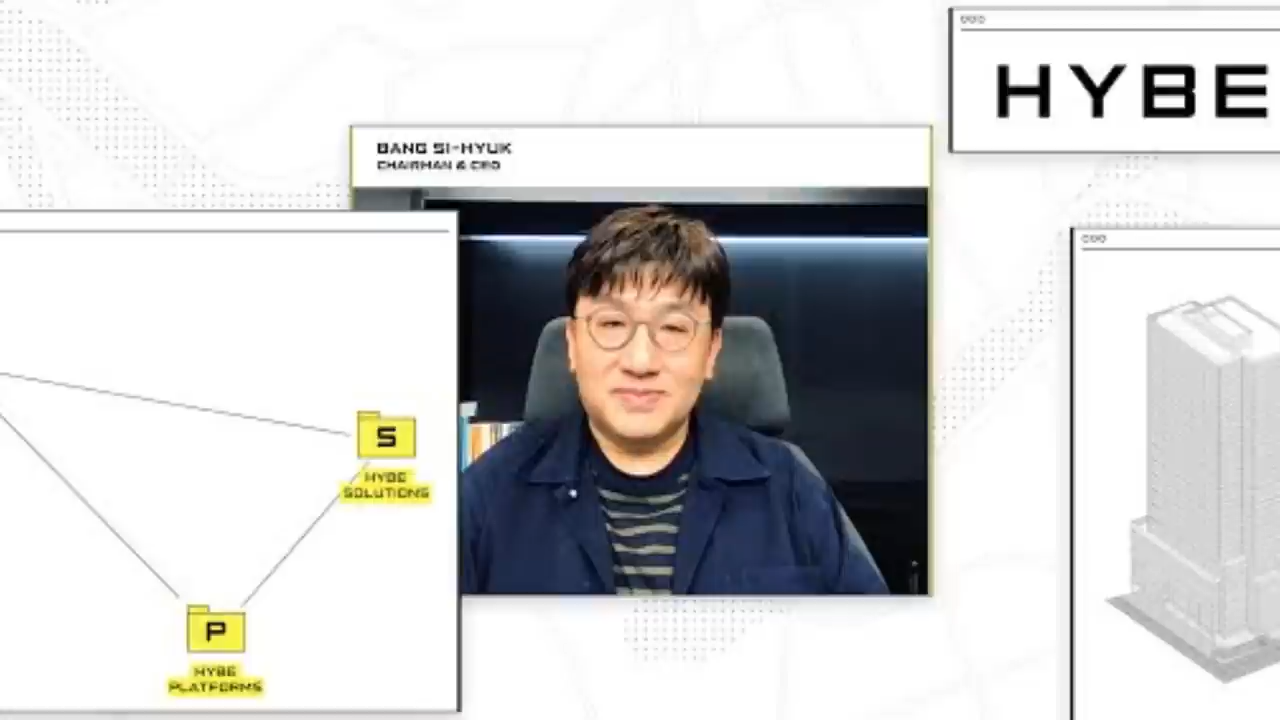 HYBE
BANG SI-HYUK
CHAIRMAN & CEO
S
HYBE
SOLUTIONS
P
HYBE
PLATFORMS